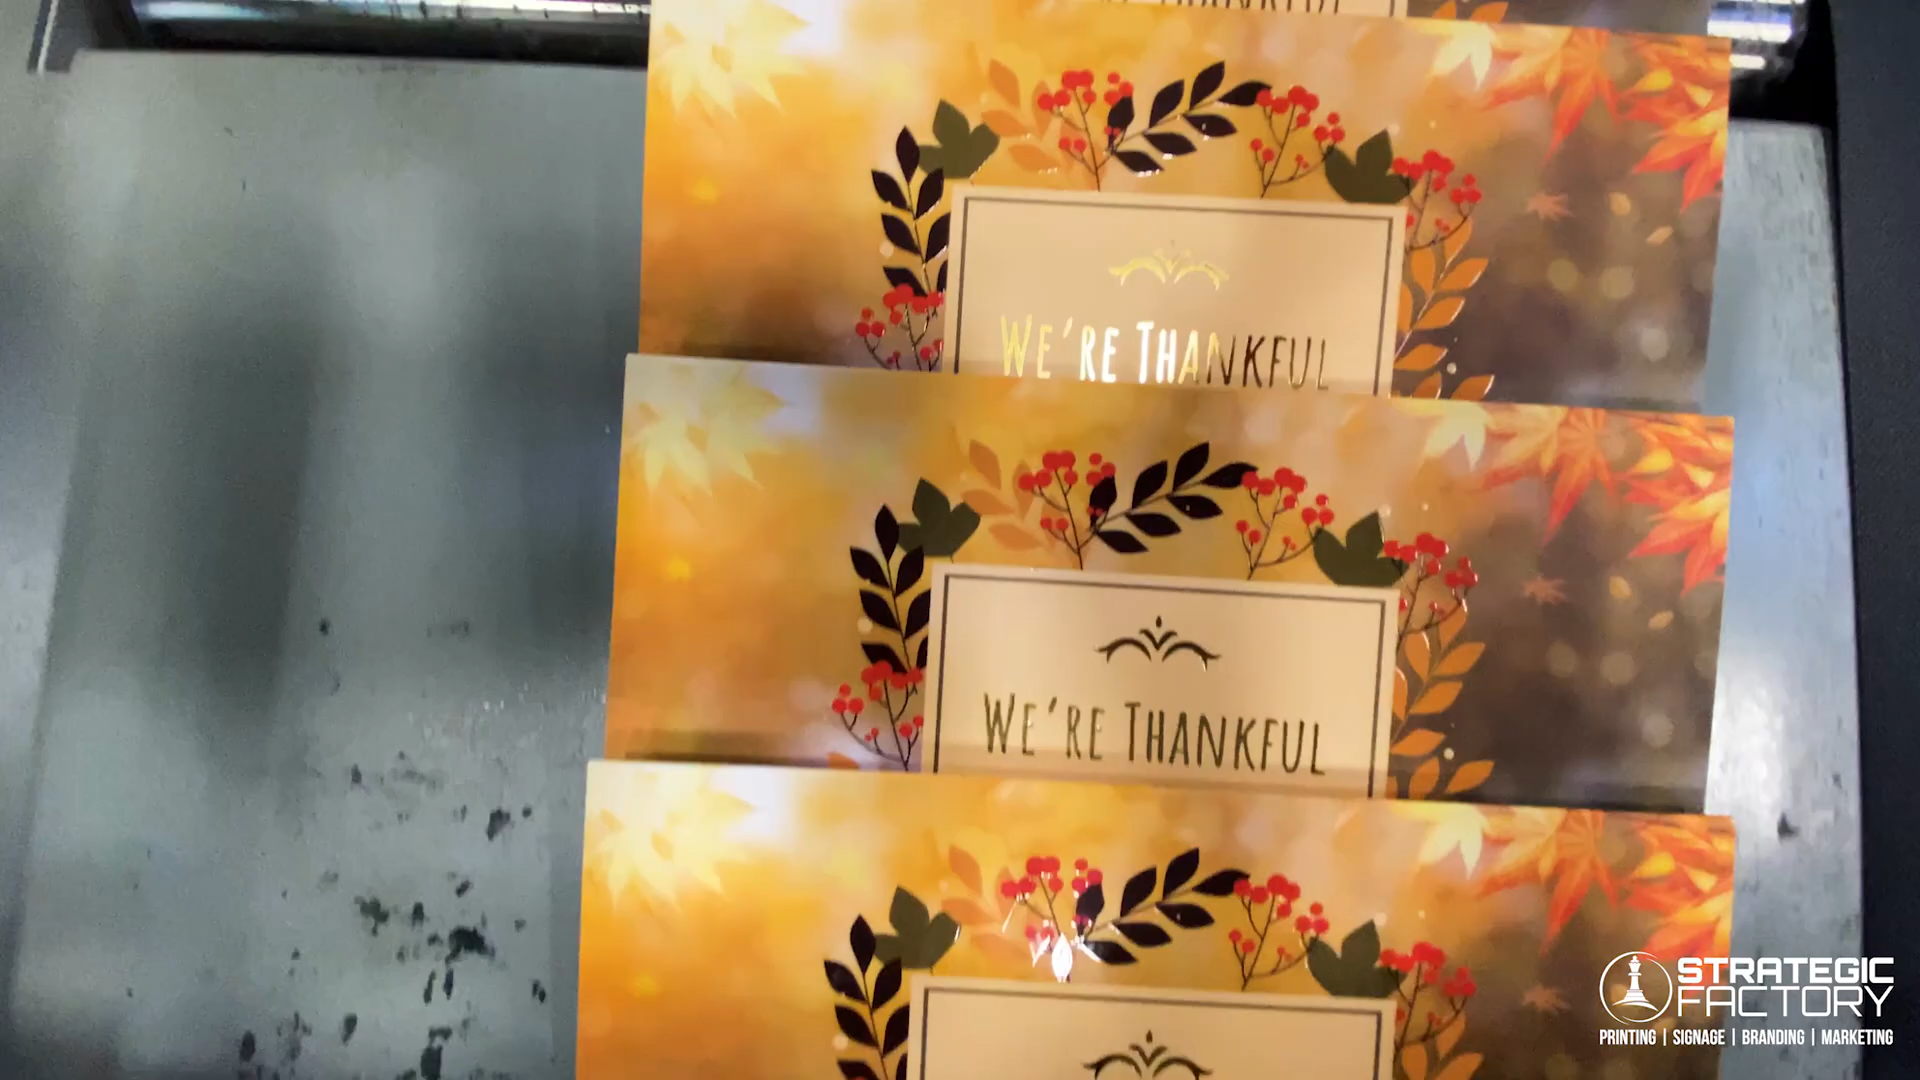 WE'RE THANKFUL
WE'RE THANKFUL
STRATEGIC
FACTORY
PRINTING | SIGNAGE | BRANDING | MARKETING